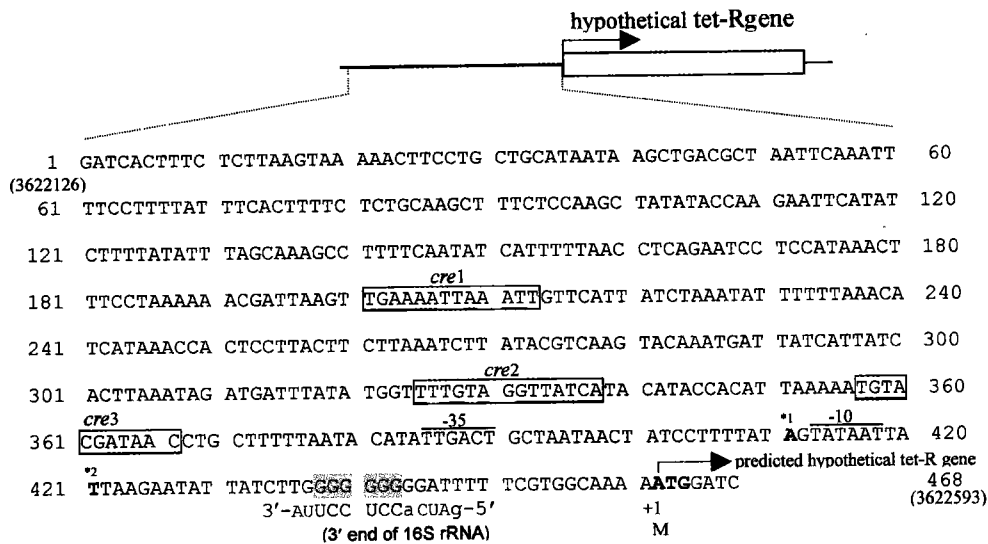 hypothetical tet-Rgene
1 GATCACTTTC TCTTAAGTAA AAACTTCCTG CTGCATAATA AGCTGACGCT AATTCAAATT 60
(3622126)
61 TTCCTTTTAT TTCACTTTTC TCTGCAAGCT TTCTCCAAGC TATATACCAA GAATTCATAT 120
121 CTTTTATATT TAGCAAAGCC TTTTCAATAT CATTTTTAAC CTCAGAATCC TCCATAAACT 180
cre1
181 TTCCTAAAAA ACGATTAAGT TGAAAATTAA ATTGTTCATT ATCTAAATAT TTTTTAAACA 240
241 TCATAAACCA CTCCTTACTT CTTAAATCTT ATACGTCAAG TACAAATGAT TATCATTATC 300
cre2
301 ACTTAAATAG ATGATTTATA TGGTTTTGTA GGTTATCATA CATACCACAT TAAAAATGTA 360
cre3 -35 *1 -10
361 CGATAAC CCTG CTTTTTAATA CATATTGACT GCTAATAACT ATCCTTTTAT AGTATAATTA 420
*2 predicted hypothetical tet-R gene
421 TTAAGAATAT TATCTTGGGG GGGGGATTTT TCGTGGCAAA AATGGATC 468
(3622593)
3'-AUUCC UCCaCUAg-5' +1
(3' end of 16S rRNA) M